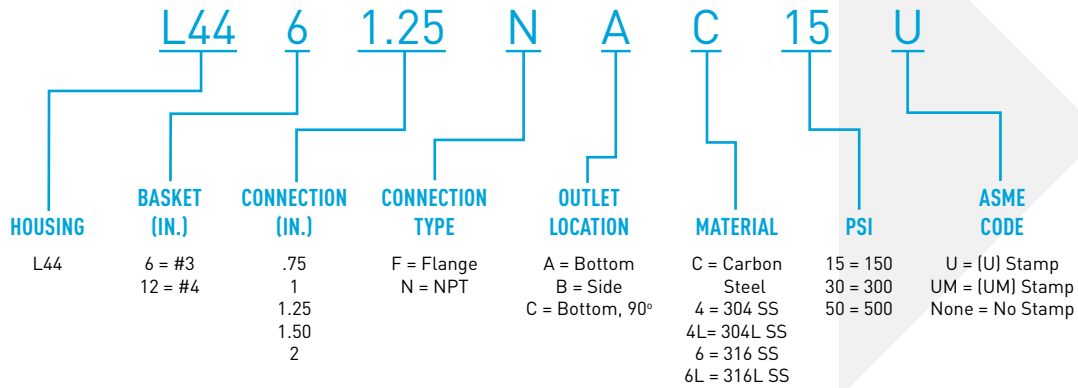 L44 6 1.25 N A C 15 U
HOUSING
L44
BASKET
(IN.)
6 = #3
12 = #4
CONNECTION
(IN.)
.75
1
1.25
1.50
2
CONNECTION
TYPE
F = Flange
N = NPT
OUTLET
LOCATION
A = Bottom
B = Side
C = Bottom, 90º
MATERIAL
C = Carbon
Steel
4 = 304 SS
4L= 304L SS
6 = 316 SS
6L = 316L SS
PSI
15 = 150
30 = 300
50 = 500
ASME
CODE
U = (U) Stamp
UM = (UM) Stamp
None = No Stamp